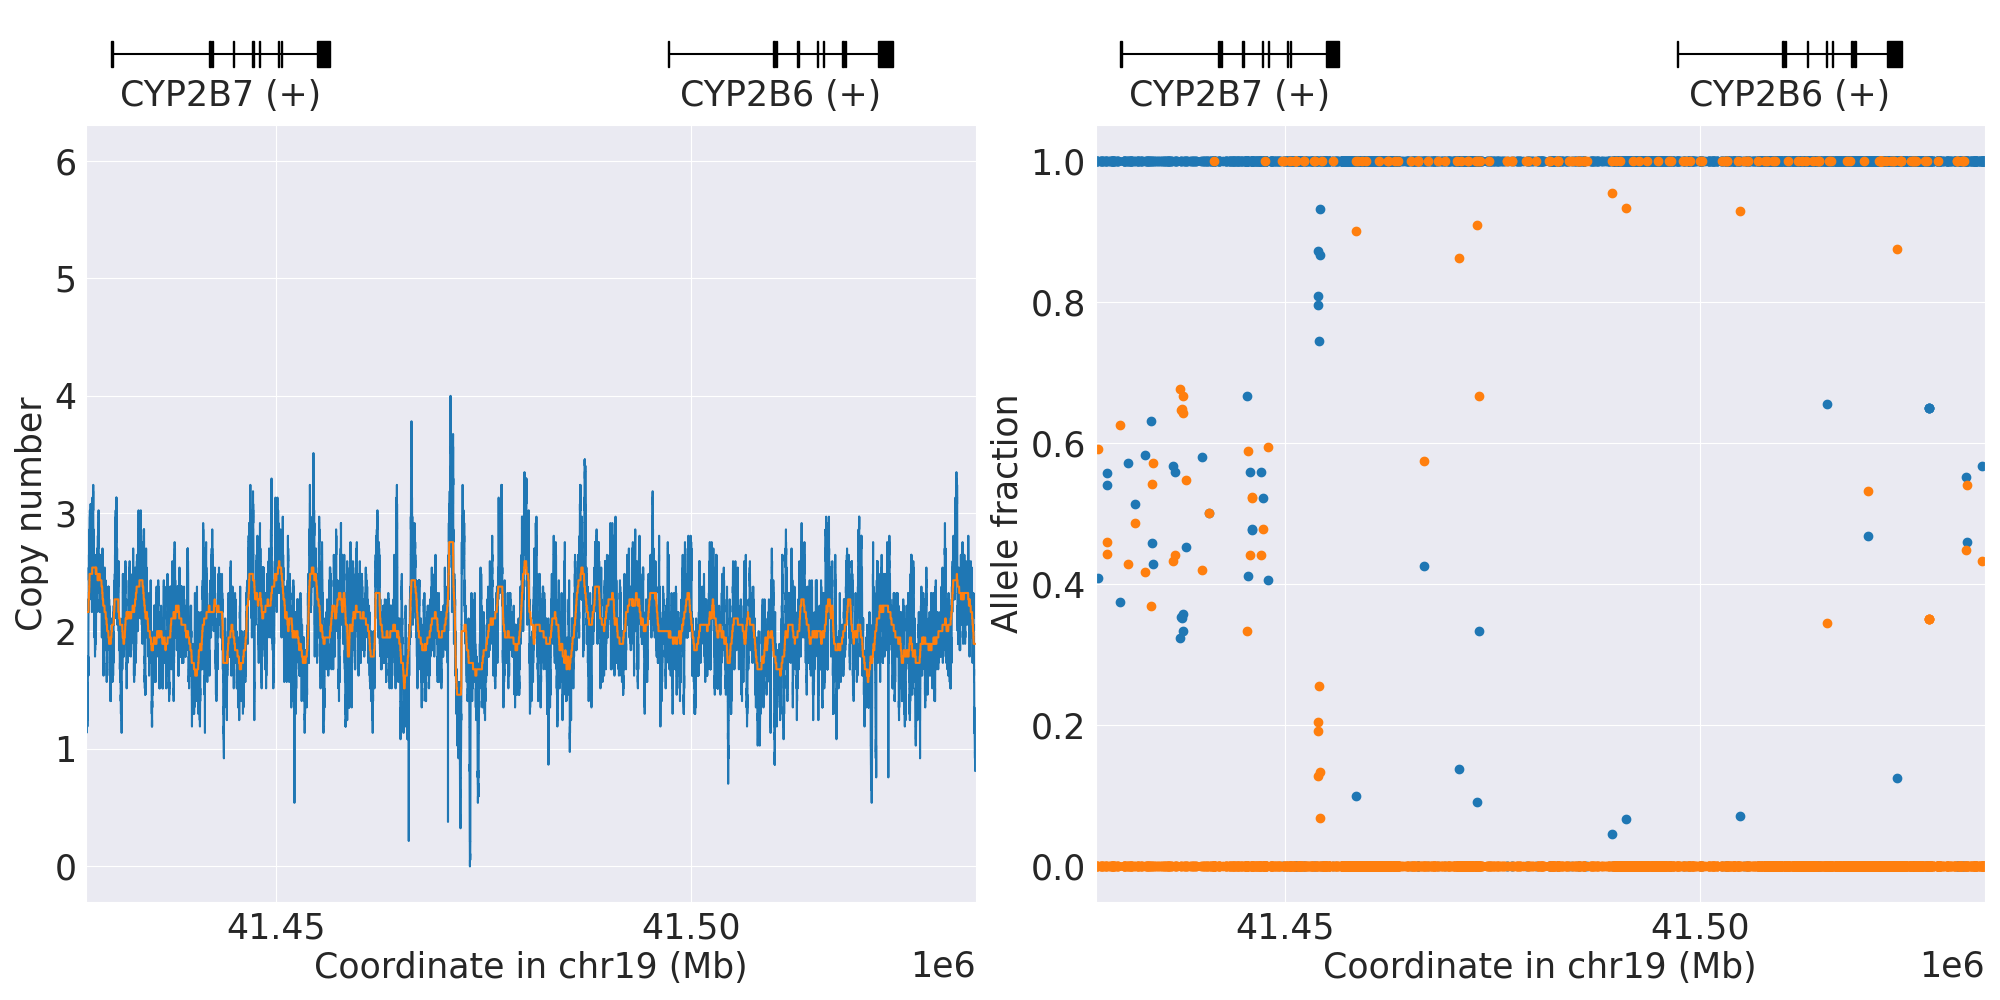 CYP2B7 (+)
CYP2B6 (+)
6
5
4
3
2
1
0
Copy number
41.45
41.50
Coordinate in chr19 (Mb)
1e6
CYP2B7 (+)
CYP2B6 (+)
1.0
0.8
0.6
0.4
0.2
0.0
Allele fraction
41.45
41.50
Coordinate in chr19 (Mb)
1e6